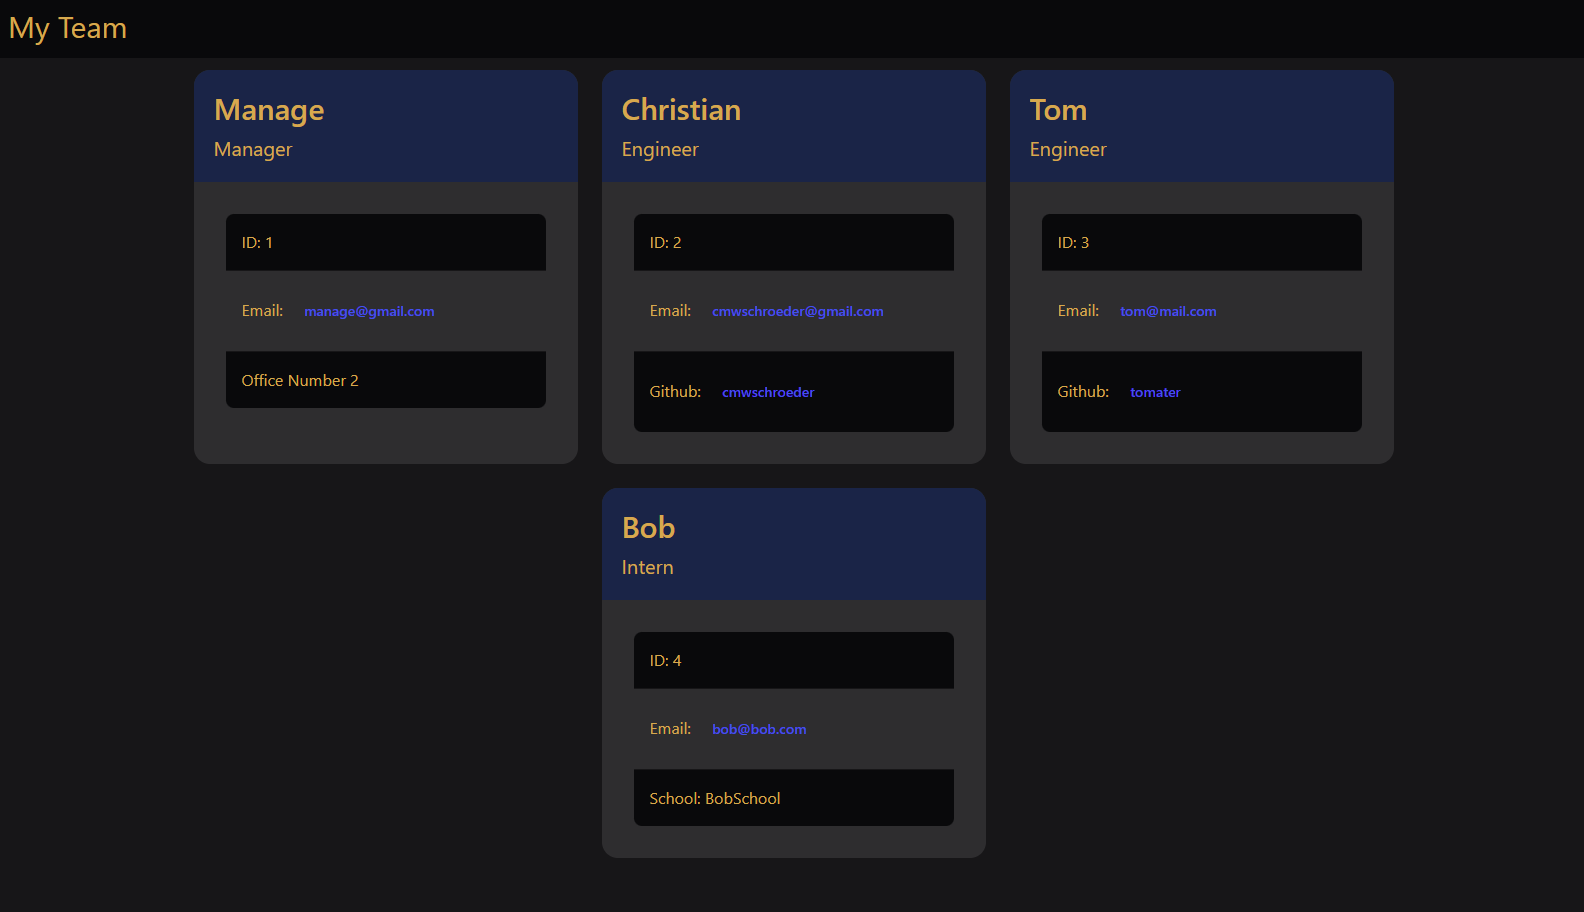 My Team
Manage
Manager
ID: 1
Email: manage@gmail.com
Office Number 2
Christian
Engineer
ID: 2
Email: cmwschroeder@gmail.com
Github: cmwschroeder
Tom
Engineer
ID: 3
Email: tom@mail.com
Github: tomater
Bob
Intern
ID: 4
Email: bob@bob.com
School: BobSchool